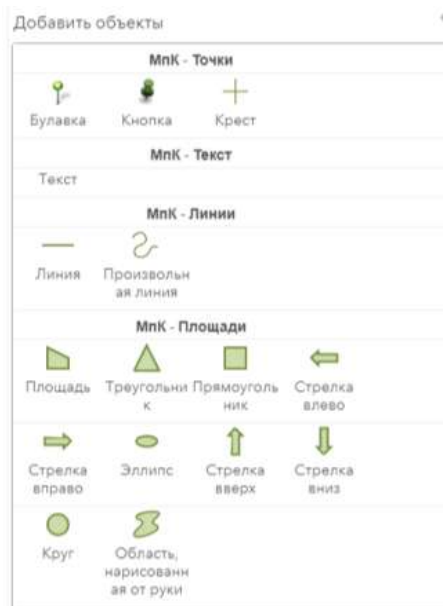 Добавить объекты
МпК - Точки
Булавка Кнопка Крест
МпК - Текст
Текст
МпК - Линии
Линия Произвольн
ая линия
МпК - Площади
Площадь Треугольни Прямоуголь Стрелка
к ник влево
Стрелка Эллипс Стрелка Стрелка
вправо вверх вниз
Круг Область,
нарисованн
ая от руки